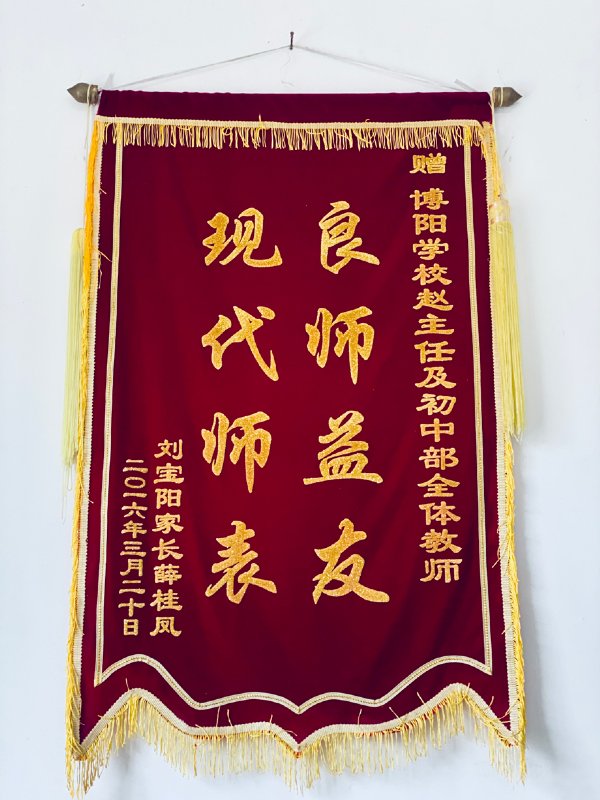 赠 博阳学校赵主任及初中部全体教师
良师益友
现代师表
刘宝阳家长薛桂凤
二〇一六年三月二十日